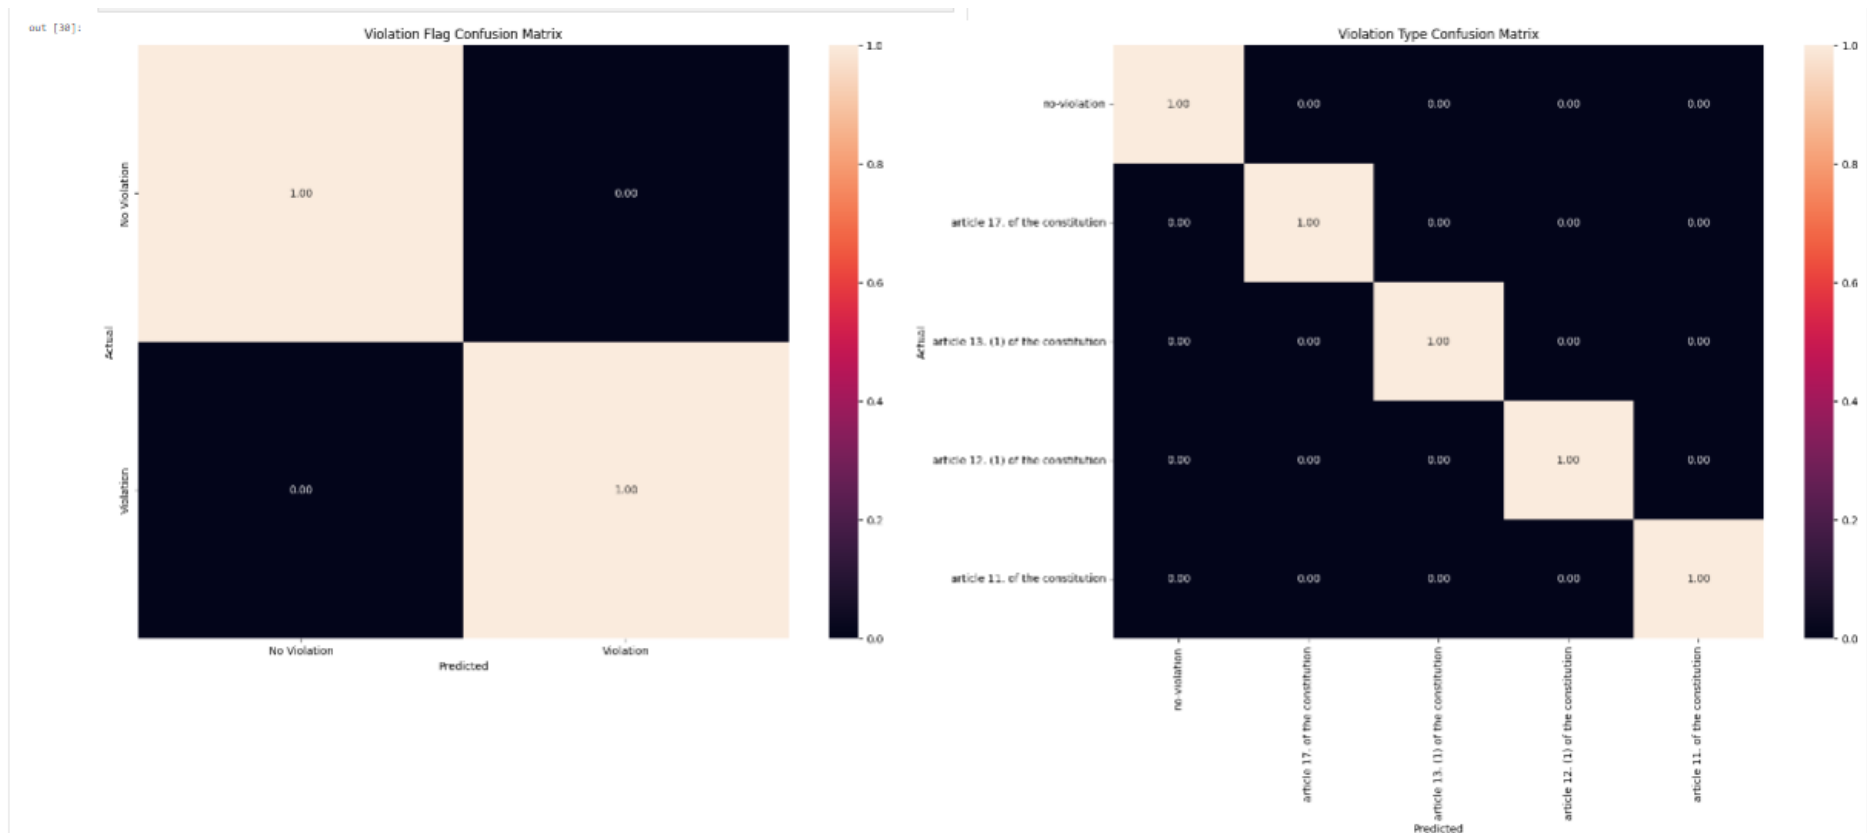 out [30]:
Violation Flag Confusion Matrix
No Violation
Violation
Actual
1.00 0.00
0.00 1.00
No Violation Violation
Predicted
1.0
0.8
0.6
0.4
0.2
0.0
Violation Type Confusion Matrix
Actual
no-violation 1.00 0.00 0.00 0.00 0.00
article 17. of the constitution 0.00 1.00 0.00 0.00 0.00
article 13. (1) of the constitution 0.00 0.00 1.00 0.00 0.00
article 12. (1) of the constitution 0.00 0.00 0.00 1.00 0.00
article 11. of the constitution 0.00 0.00 0.00 0.00 1.00
no-violation
article 17. of the constitution
article 13. (1) of the constitution
article 12. (1) of the constitution
article 11. of the constitution
Predicted
1.0
0.8
0.6
0.4
0.2
0.0